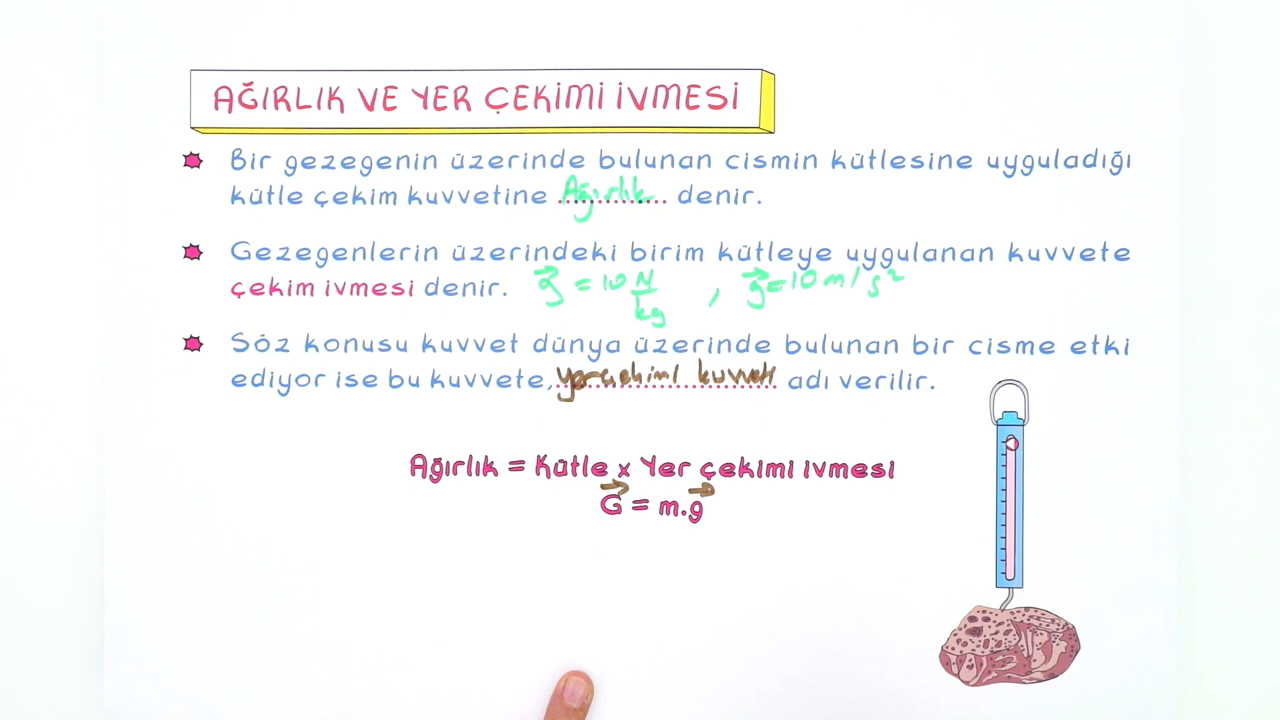 AĞIRLIK VE YER ÇEKİMİ İVMESİ
Bir gezegenin üzerinde bulunan cismin kütlesine uyguladığı
kütle çekim kuvvetine Ağırlık denir.
Gezegenlerin üzerindeki birim kütleye uygulanan kuvvete
çekim ivmesi denir. g = 10 N/kg , g = 10 m/s²
Söz konusu kuvvet dünya üzerinde bulunan bir cisme etki
ediyor ise bu kuvvete, yerçekimi kuvveti adı verilir.
Ağırlık = Kütle x Yer çekimi ivmesi
G = m.g